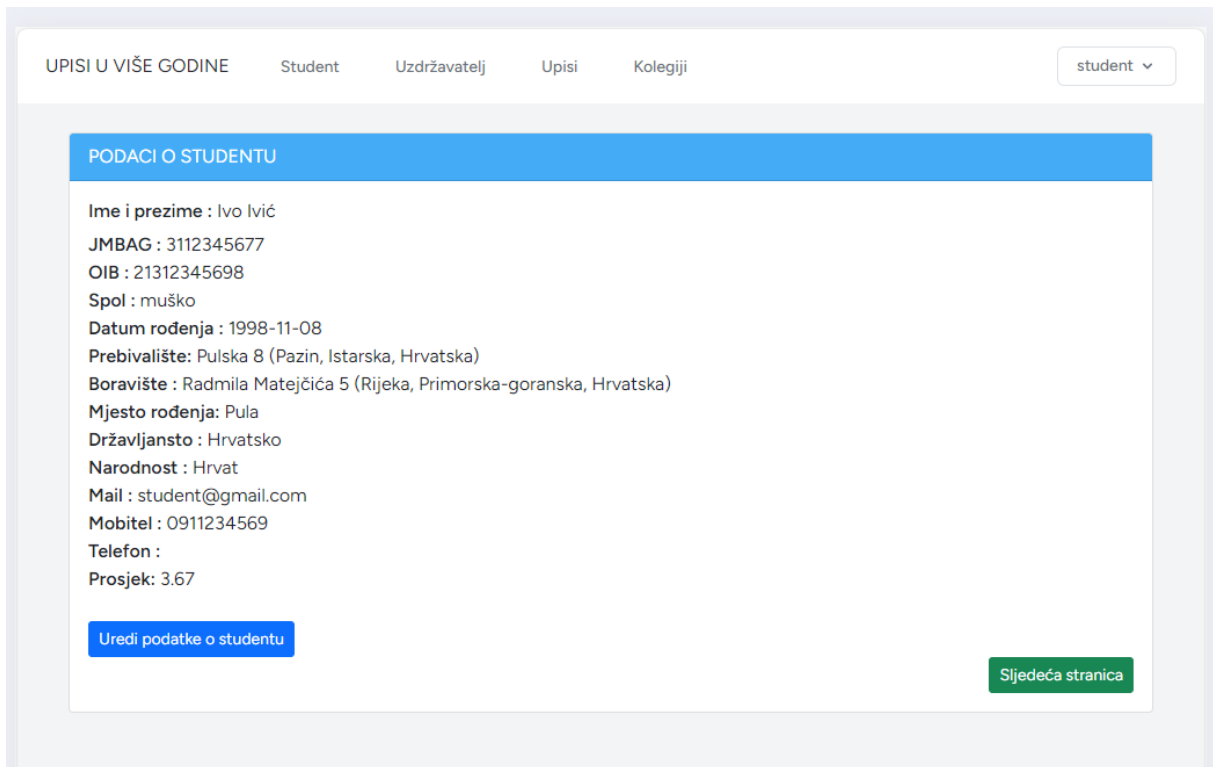 UPISI U VIŠE GODINE Student Uzdržavatelj Upisi Kolegiji student
PODACI O STUDENTU
Ime i prezime : Ivo Ivić
JMBAG : 3112345677
OIB : 21312345698
Spol : muško
Datum rođenja : 1998-11-08
Prebivalište: Pulska 8 (Pazin, Istarska, Hrvatska)
Boravište : Radmila Matejčića 5 (Rijeka, Primorska-goranska, Hrvatska)
Mjesto rođenja: Pula
Državljansto : Hrvatsko
Narodnost : Hrvat
Mail : student@gmail.com
Mobitel : 0911234569
Telefon :
Prosjek: 3.67
Uredi podatke o studentu
Sljedeća stranica